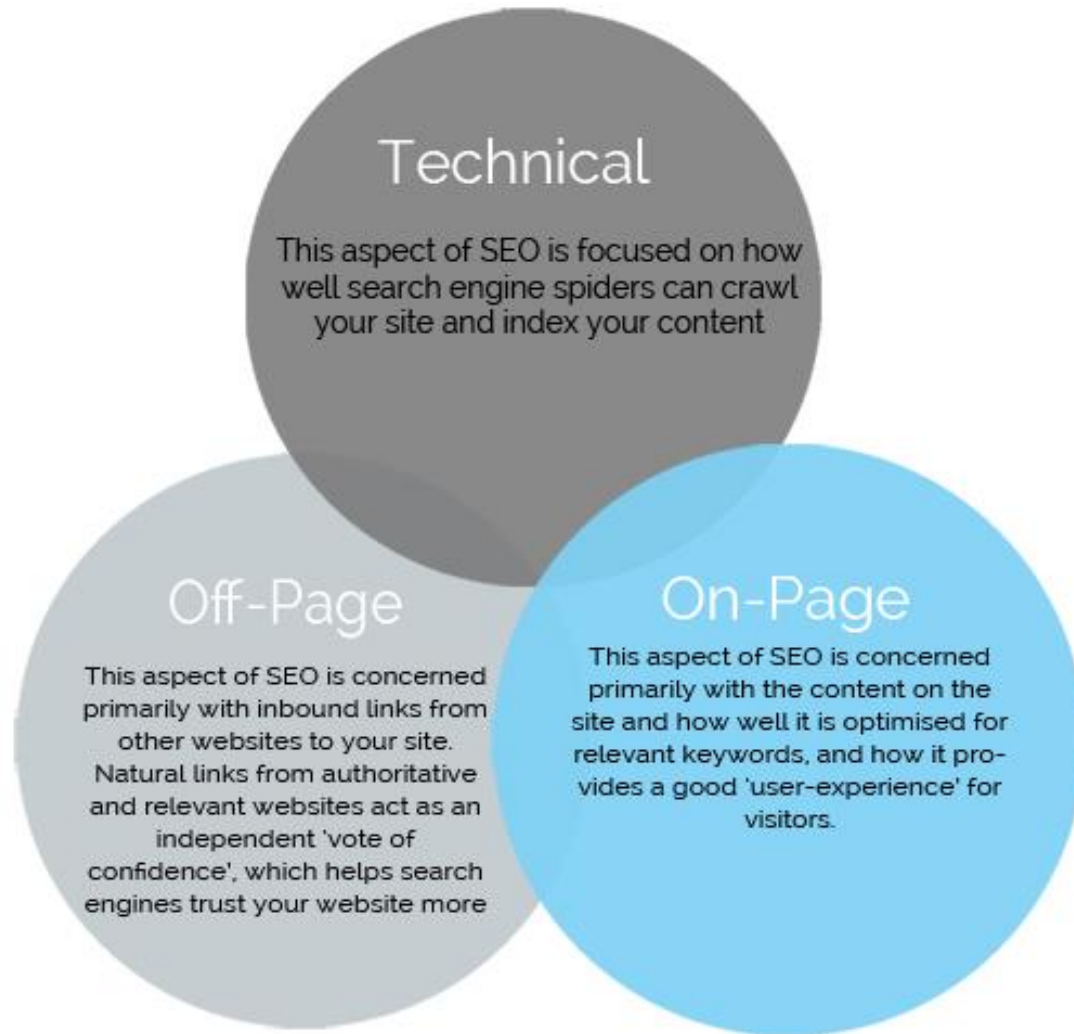 Technical
This aspect of SEO is focused on how
well search engine spiders can crawl
your site and index your content
Off-Page
This aspect of SEO is concerned
primarily with inbound links from
other websites to your site.
Natural links from authoritative
and relevant websites act as an
independent 'vote of
confidence', which helps search
engines trust your website more
On-Page
This aspect of SEO is concerned
primarily with the content on the
site and how well it is optimised for
relevant keywords, and how it pro-
vides a good 'user-experience' for
visitors.